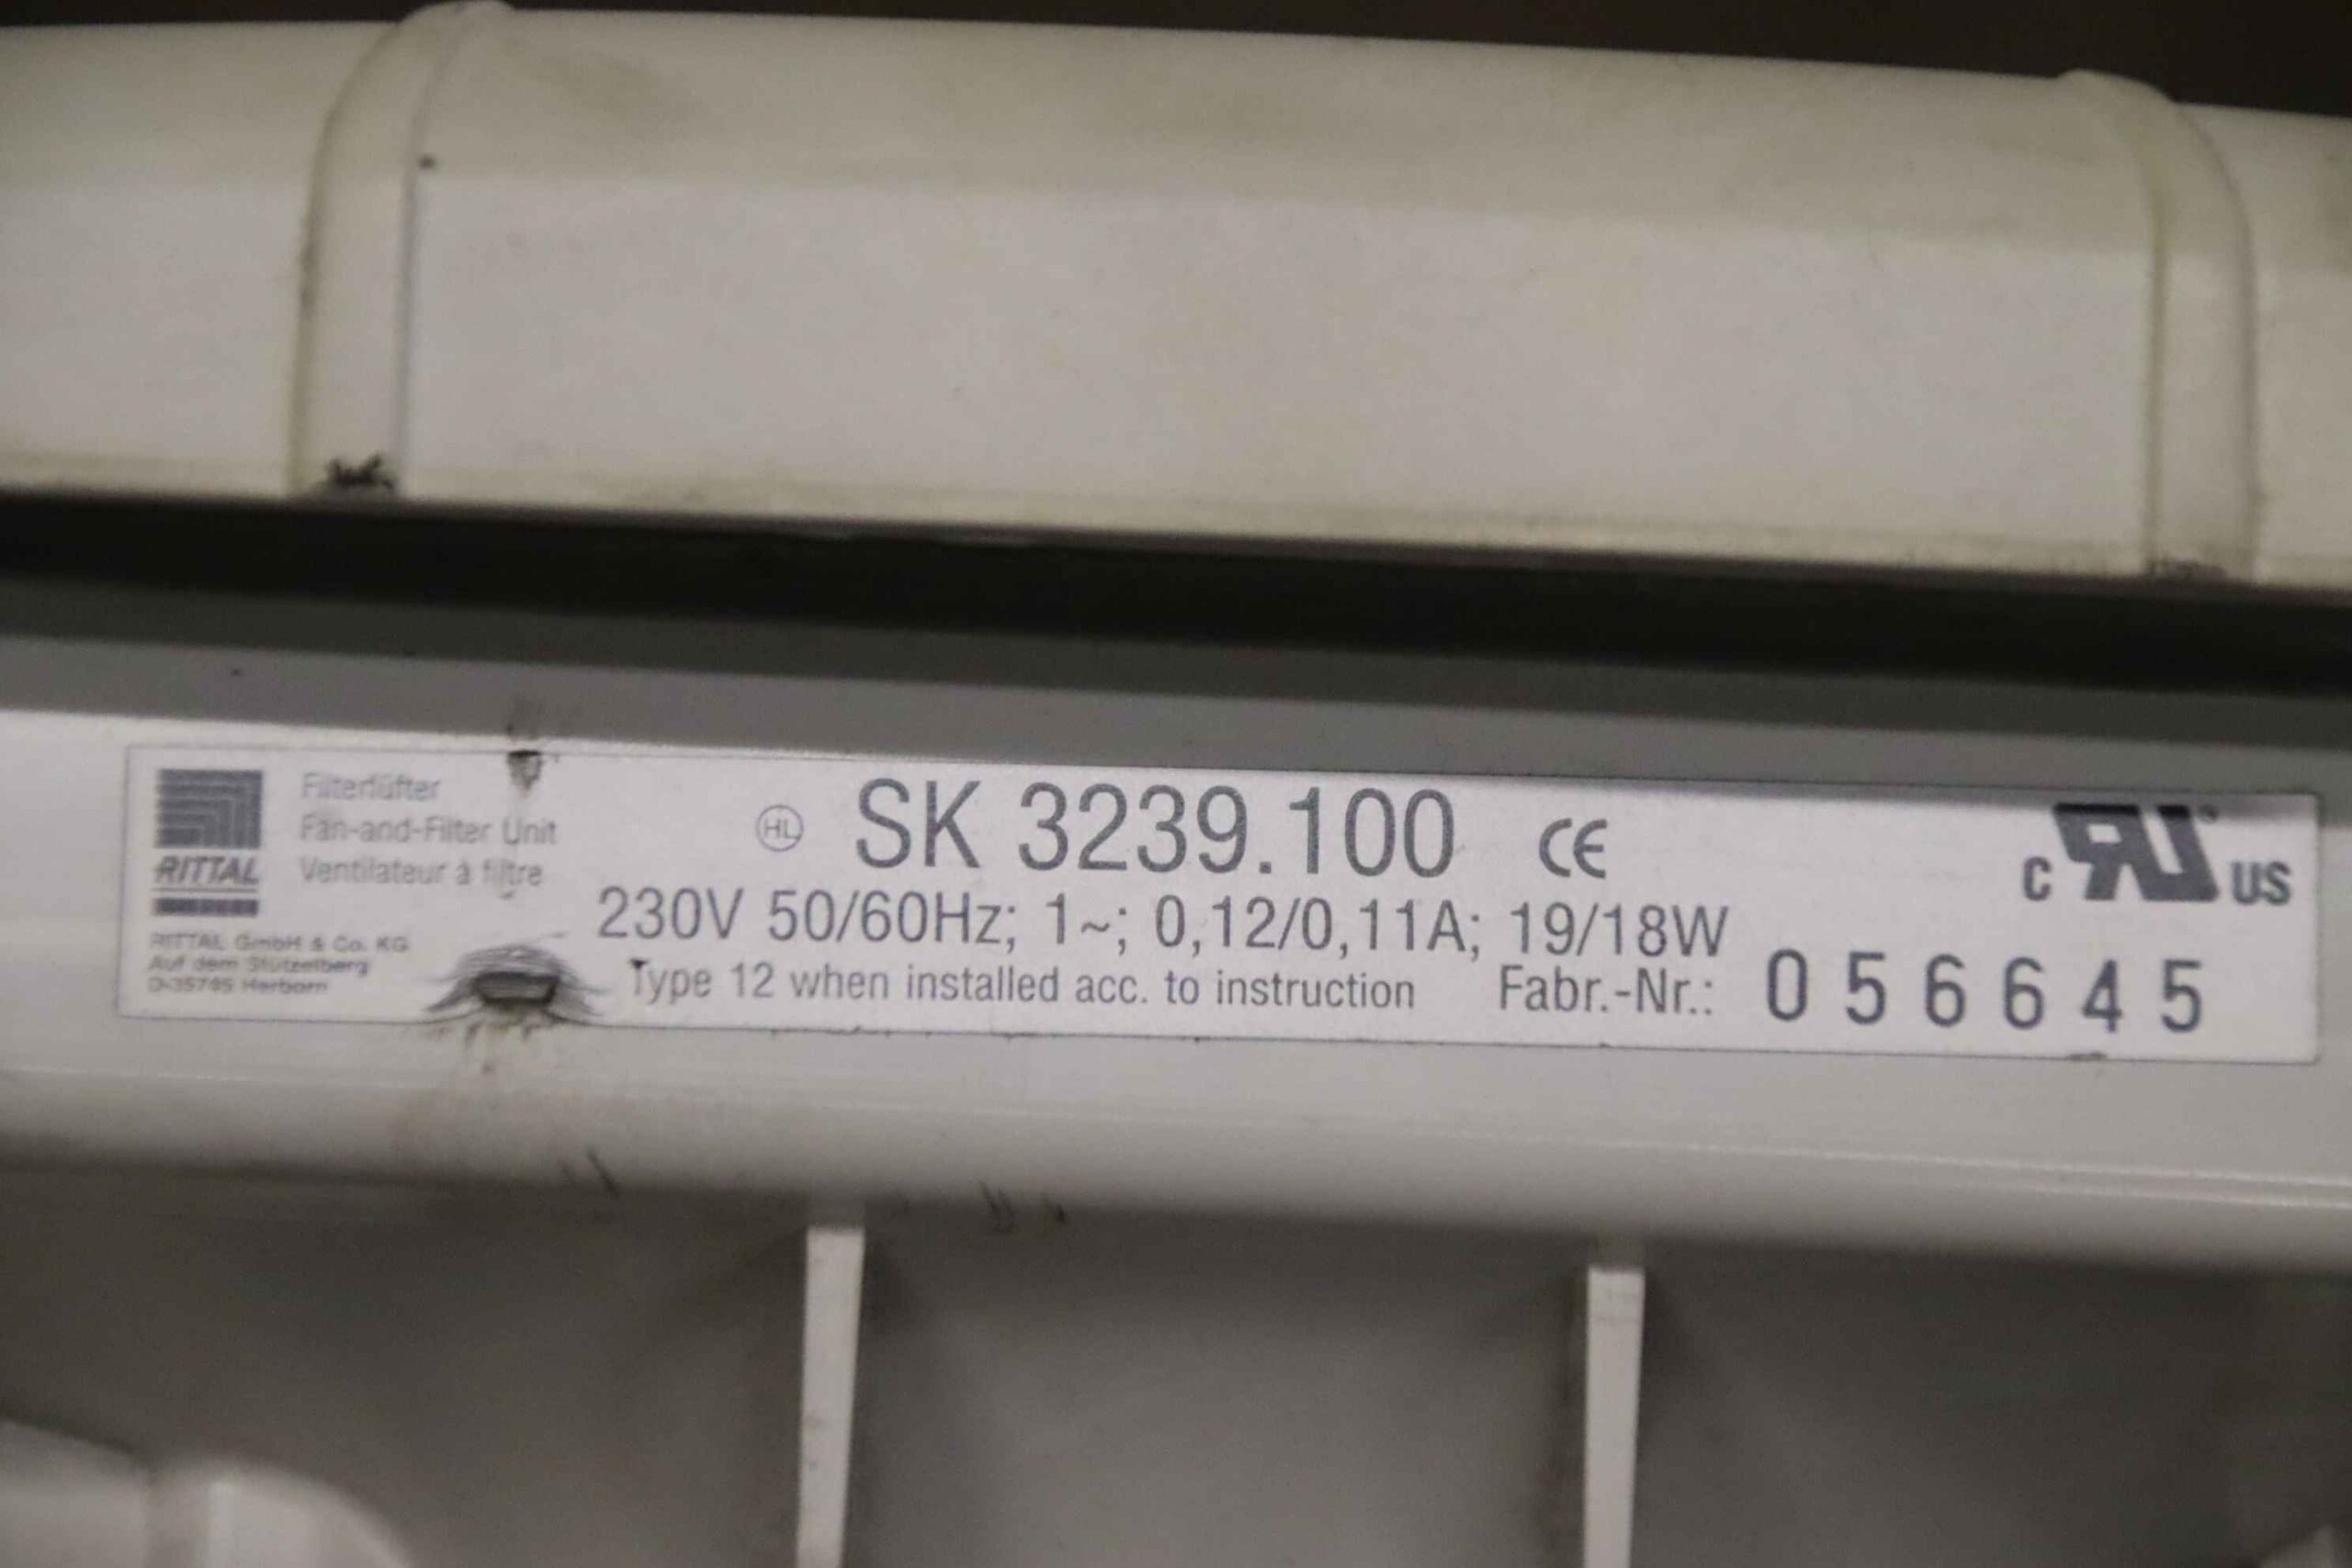 RITTAL
Filterlüfter
Fan-and-Filter Unit
Ventilateur à filtre
RITTAL GmbH & Co. KG
Auf dem Stützelberg
D-35745 Herborn
HL SK 3239.100 CE
230V 50/60Hz; 1~; 0,12/0,11A; 19/18W
Type 12 when installed acc. to instruction Fabr.-Nr.: 056645
c RU US